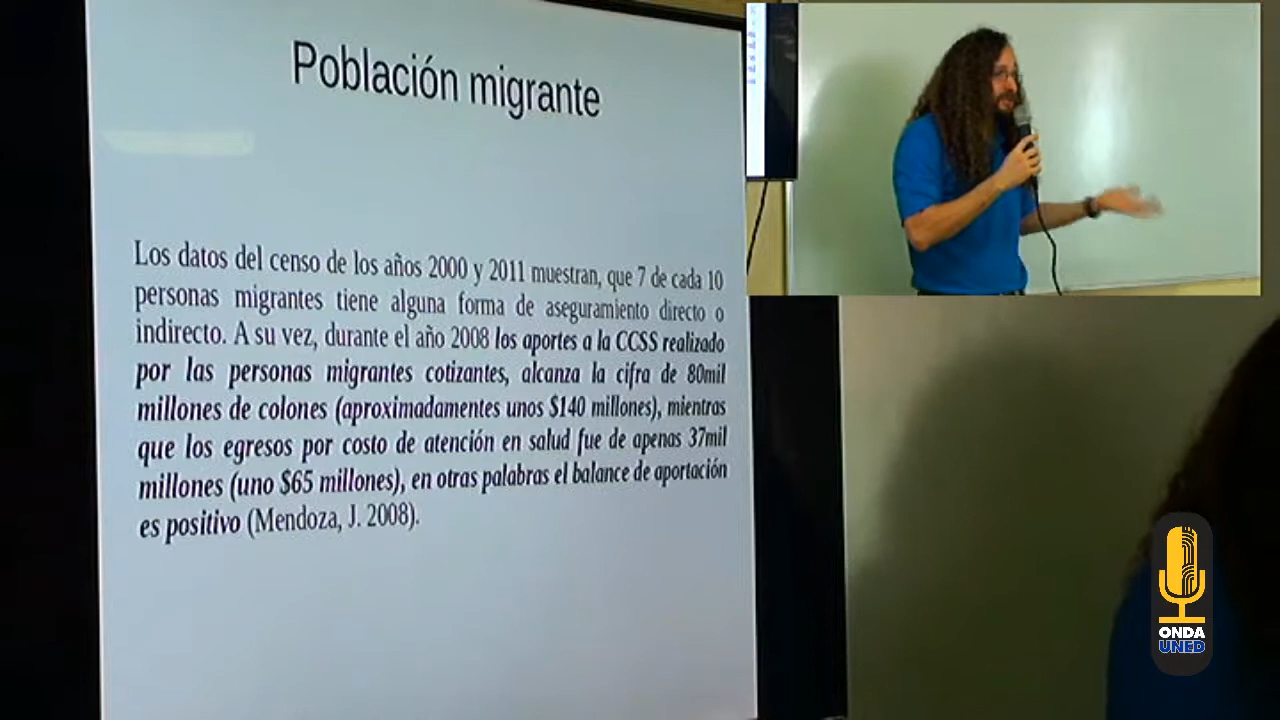 Población migrante
Los datos del censo de los años 2000 y 2011 muestran, que 7 de cada 10
personas migrantes tiene alguna forma de aseguramiento directo o
indirecto. A su vez, durante el año 2008 los aportes a la CCSS realizado
por las personas migrantes cotizantes, alcanza la cifra de 80mil
millones de colones (aproximadamentes unos $140 millones), mientras
que los egresos por costo de atención en salud fue de apenas 37mil
millones (uno $65 millones), en otras palabras el balance de aportación
es positivo (Mendoza, J. 2008).
ONDA
UNED